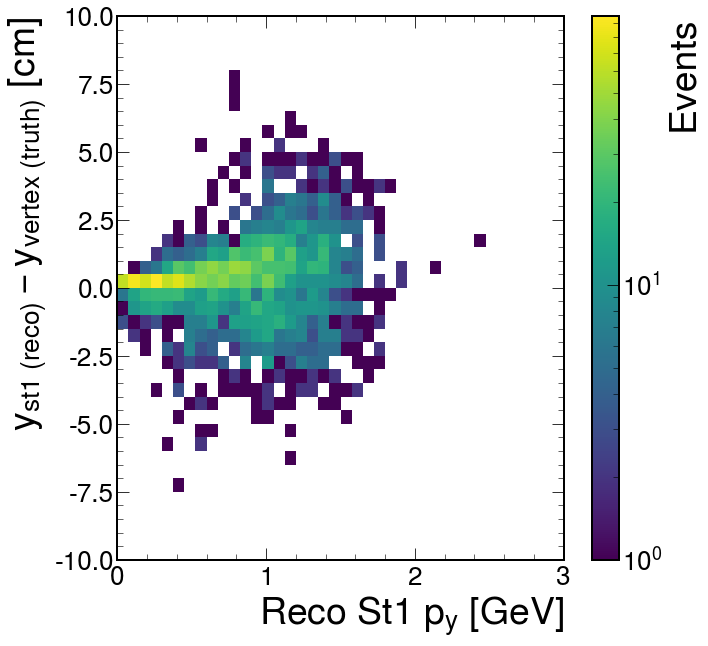 10.0
7.5
5.0
2.5
0.0
-2.5
-5.0
-7.5
-10.0
y_st1 (reco) − y_vertex (truth) [cm]
0 1 2 3
Reco St1 p_y [GeV]
10^1
10^0
Events